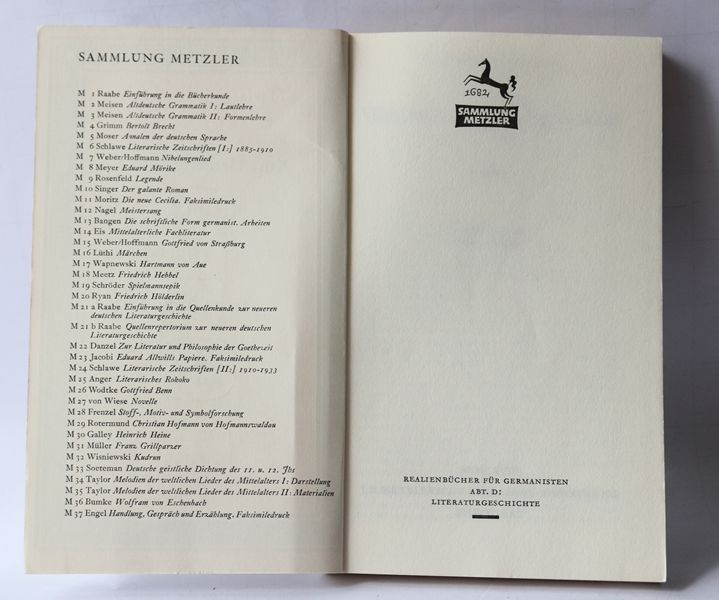 SAMMLUNG METZLER
M 1 Raabe Einführung in die Bücherkunde
M 2 Meisen Altdeutsche Grammatik I: Lautlehre
M 3 Meisen Altdeutsche Grammatik II: Formenlehre
M 4 Grimm Bertolt Brecht
M 5 Moser Annalen der deutschen Sprache
M 6 Schlawe Literarische Zeitschriften [I:] 1885-1910
M 7 Weber/Hoffmann Nibelungenlied
M 8 Meyer Eduard Mörike
M 9 Rosenfeld Legende
M 10 Singer Der galante Roman
M 11 Moritz Die neue Cecilia. Faksimiledruck
M 12 Nagel Meistersang
M 13 Bangen Die schriftliche Form germanist. Arbeiten
M 14 Eis Mittelalterliche Fachliteratur
M 15 Weber/Hoffmann Gottfried von Straßburg
M 16 Lüthi Märchen
M 17 Wapnewski Hartmann von Aue
M 18 Meetz Friedrich Hebbel
M 19 Schröder Spielmannsepik
M 20 Ryan Friedrich Hölderlin
M 21 a Raabe Einführung in die Quellenkunde zur neueren
deutschen Literaturgeschichte
M 21 b Raabe Quellenrepertorium zur neueren deutschen
Literaturgeschichte
M 22 Danzel Zur Literatur und Philosophie der Goethezeit
M 23 Jacobi Eduard Allwills Papiere. Faksimiledruck
M 24 Schlawe Literarische Zeitschriften [II:] 1910-1933
M 25 Anger Literarisches Rokoko
M 26 Wodtke Gottfried Benn
M 27 von Wiese Novelle
M 28 Frenzel Stoff-, Motiv- und Symbolforschung
M 29 Rotermund Christian Hofmann von Hofmannswaldau
M 30 Galley Heinrich Heine
M 31 Müller Franz Grillparzer
M 32 Wisniewski Kudrun
M 33 Soeteman Deutsche geistliche Dichtung des 11. u. 12. Jhs
M 34 Taylor Melodien der weltlichen Lieder des Mittelalters I: Darstellung
M 35 Taylor Melodien der weltlichen Lieder des Mittelalters II: Materialien
M 36 Bumke Wolfram von Eschenbach
M 37 Engel Handlung, Gespräch und Erzählung. Faksimiledruck
1682
SAMMLUNG
METZLER
REALIENBÜCHER FÜR GERMANISTEN
ABT. D:
LITERATURGESCHICHTE